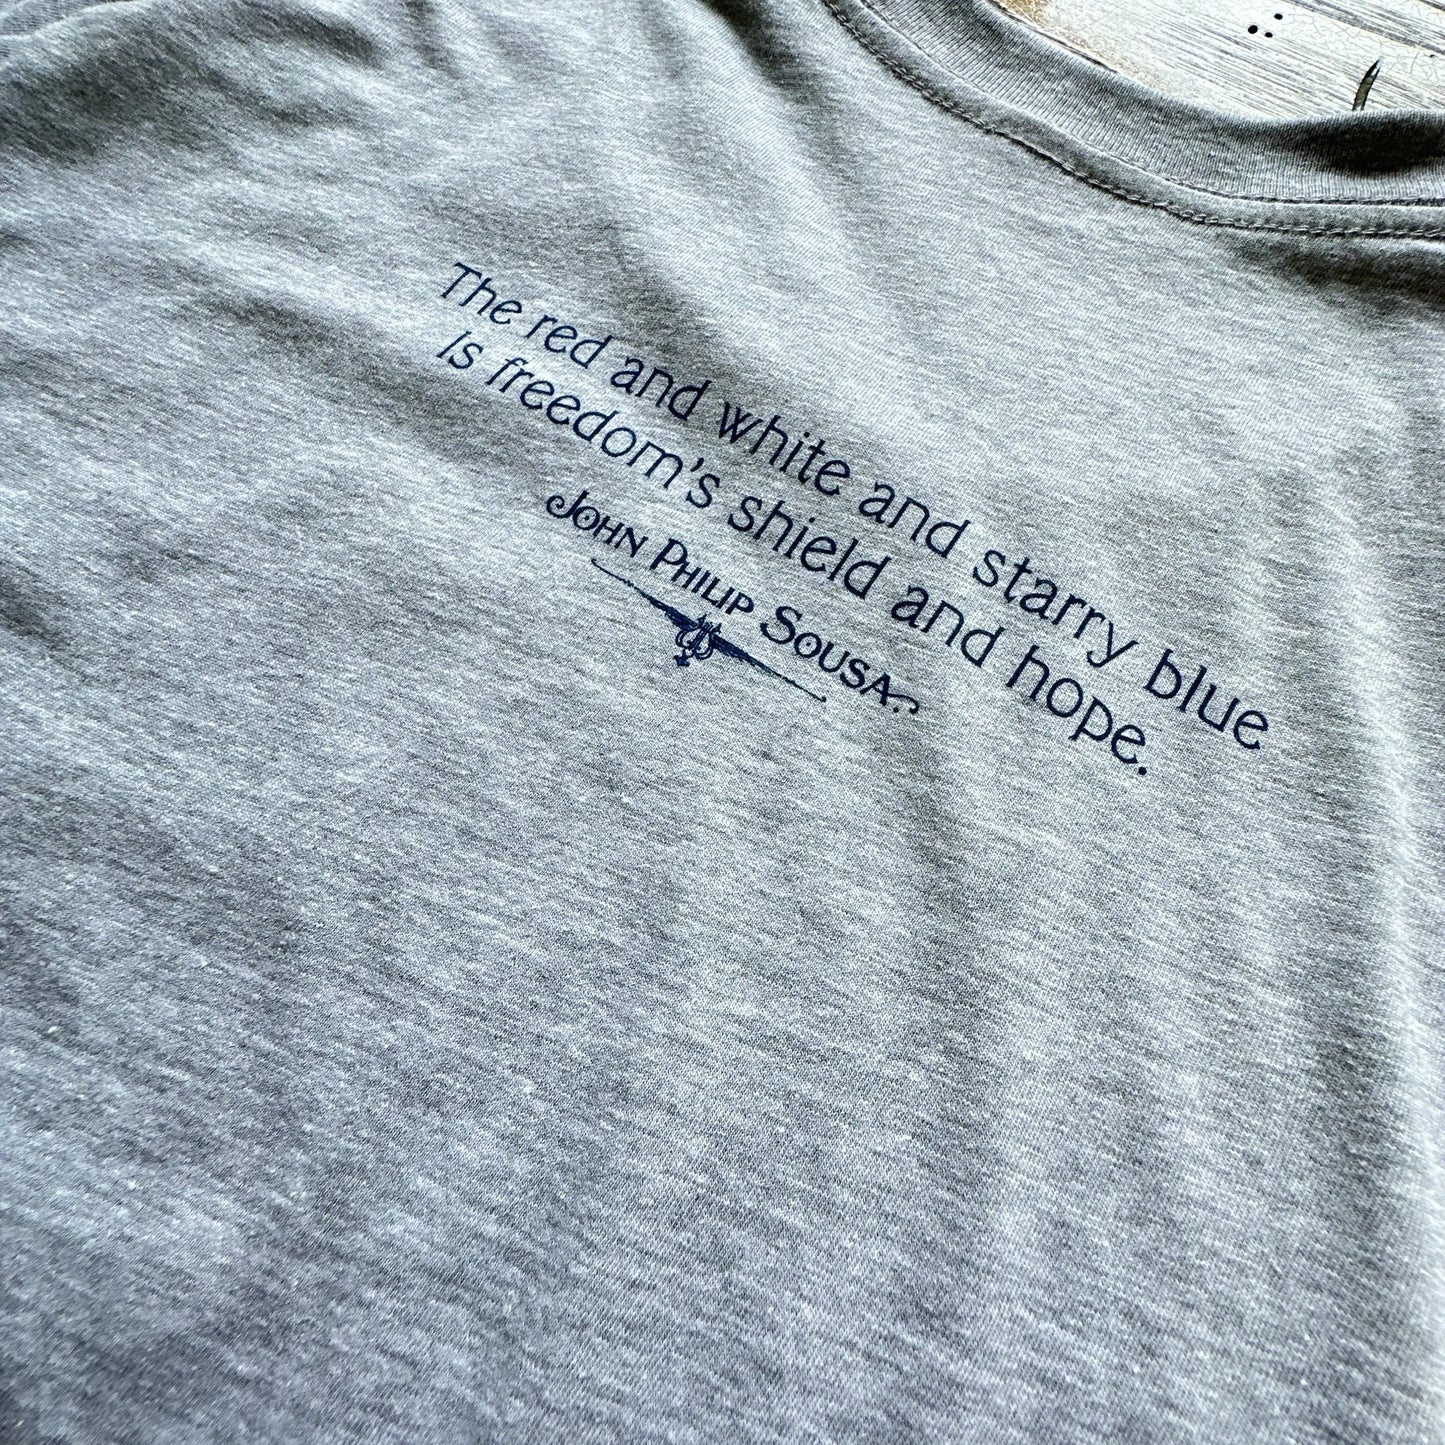 The red and white and starry blue
Is freedom's shield and hope.
JOHN PHILIP SOUSA.